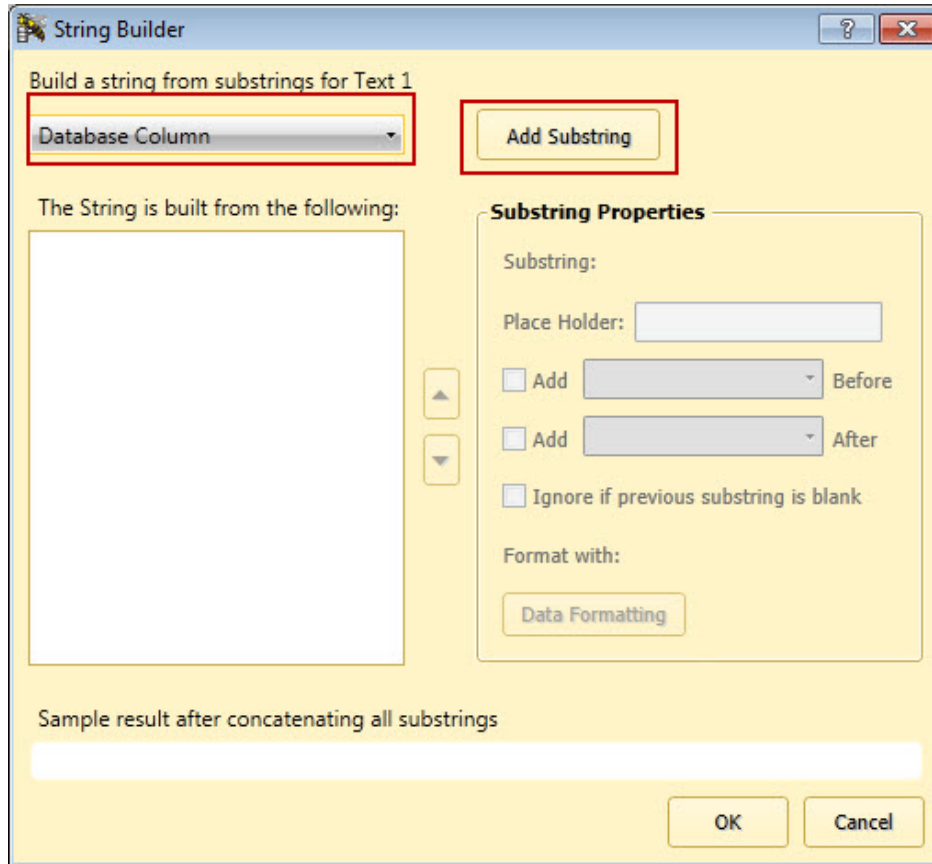 String Builder
?
Build a string from substrings for Text 1
Database Column
Add Substring
The String is built from the following:
Substring Properties
Substring:
Place Holder:
Add
Before
Add
After
Ignore if previous substring is blank
Format with:
Data Formatting
Sample result after concatenating all substrings
OK
Cancel